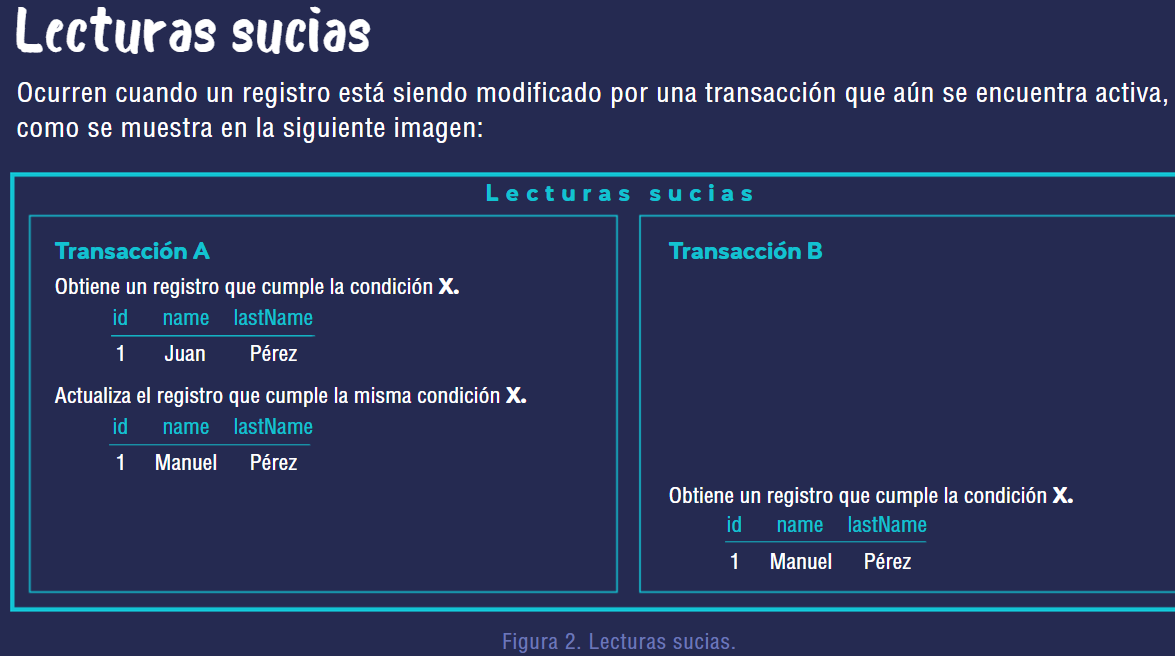 Lecturas sucias
Ocurren cuando un registro está siendo modificado por una transacción que aún se encuentra activa,
como se muestra en la siguiente imagen:
Lecturas sucias
Transacción A
Obtiene un registro que cumple la condición X.
id name lastName
1 Juan Pérez
Actualiza el registro que cumple la misma condición X.
id name lastName
1 Manuel Pérez
Transacción B
Obtiene un registro que cumple la condición X.
id name lastName
1 Manuel Pérez
Figura 2. Lecturas sucias.